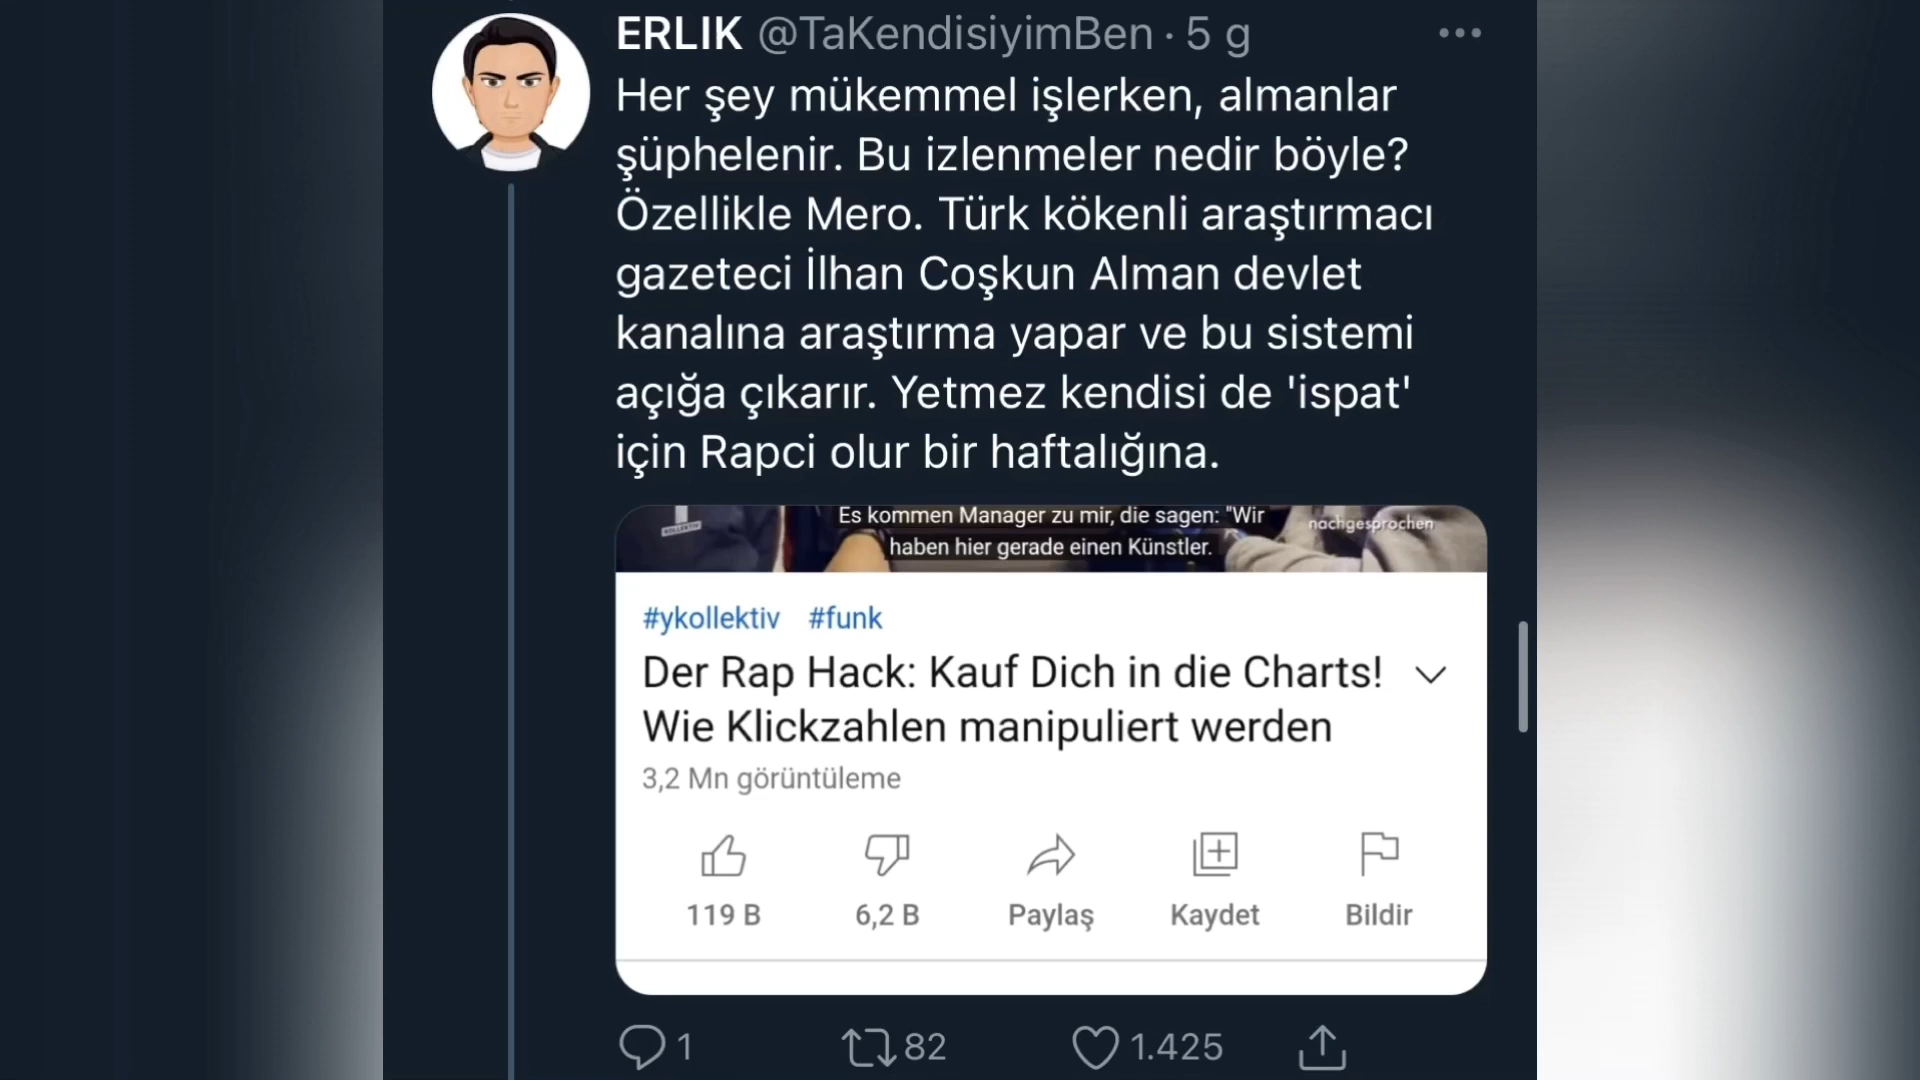 ERLIK @TaKendisiyimBen · 5 g
Her şey mükemmel işlerken, almanlar
şüphelenir. Bu izlenmeler nedir böyle?
Özellikle Mero. Türk kökenli araştırmacı
gazeteci İlhan Coşkun Alman devlet
kanalına araştırma yapar ve bu sistemi
açığa çıkarır. Yetmez kendisi de 'ispat'
için Rapci olur bir haftalığına.
KOLLEKTIV
Es kommen Manager zu mir, die sagen: "Wir
haben hier gerade einen Künstler.
nachgesprochen
#ykollektiv #funk
Der Rap Hack: Kauf Dich in die Charts!
Wie Klickzahlen manipuliert werden
3,2 Mn görüntüleme
119 B 6,2 B Paylaş Kaydet Bildir
1 82 1.425